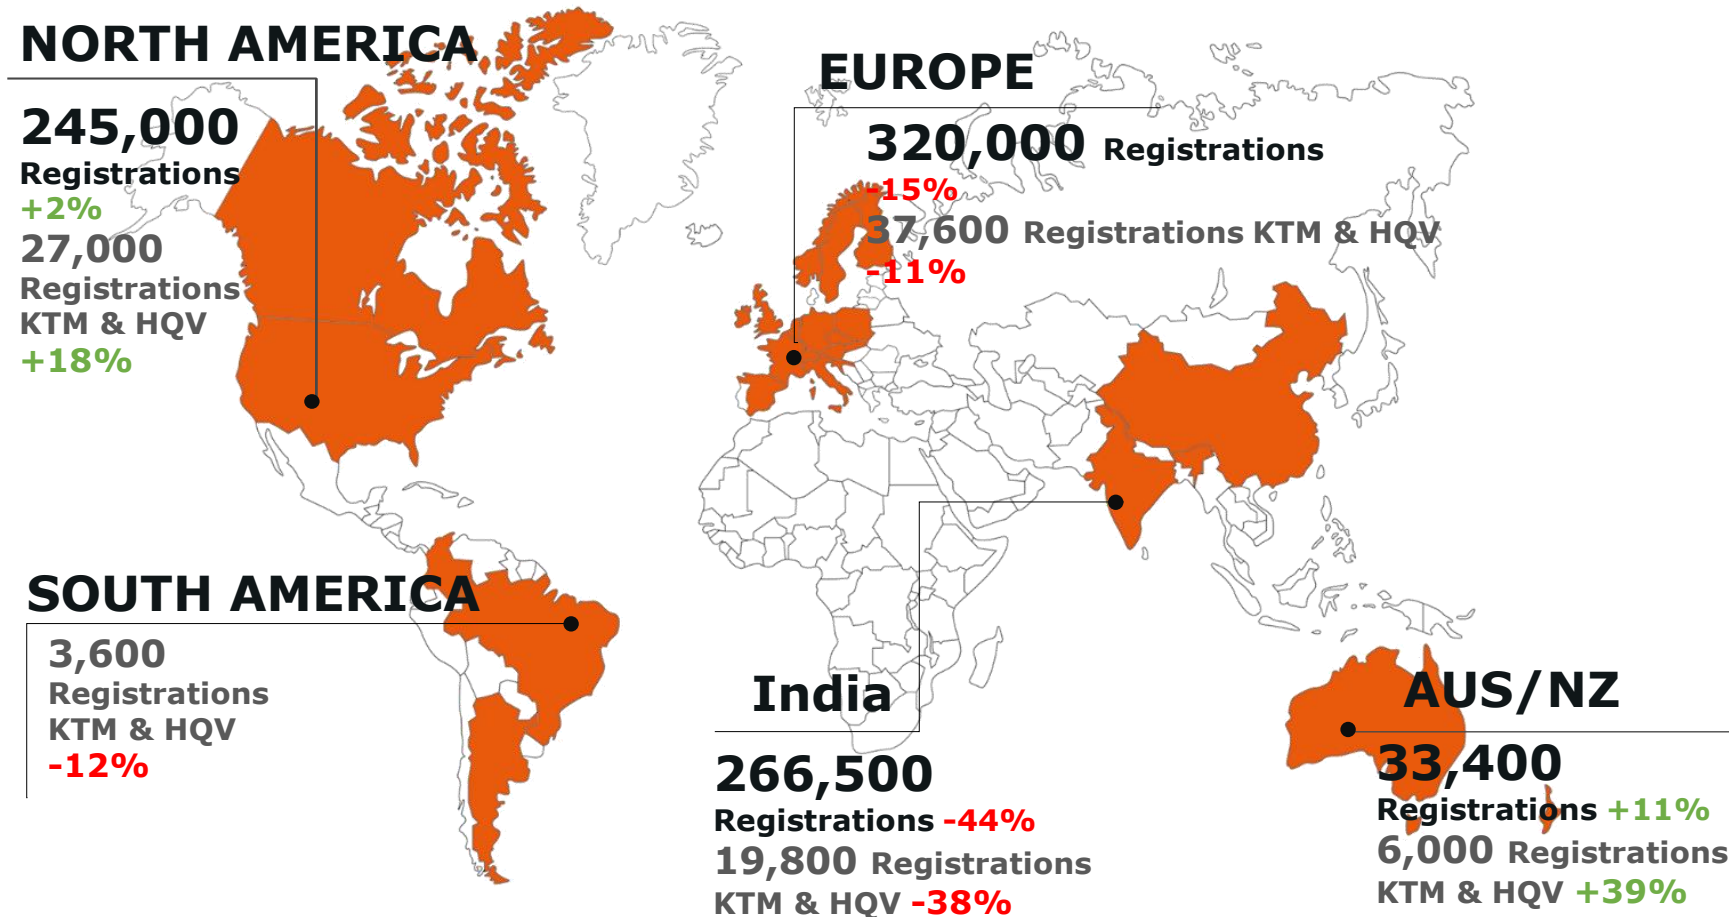 NORTH AMERICA
245,000
Registrations
+2%
27,000
Registrations
KTM & HQV
+18%
EUROPE
320,000 Registrations
-15%
37,600 Registrations KTM & HQV
-11%
SOUTH AMERICA
3,600
Registrations
KTM & HQV
-12%
India
266,500
Registrations -44%
19,800 Registrations
KTM & HQV -38%
AUS/NZ
33,400
Registrations +11%
6,000 Registrations
KTM & HQV +39%